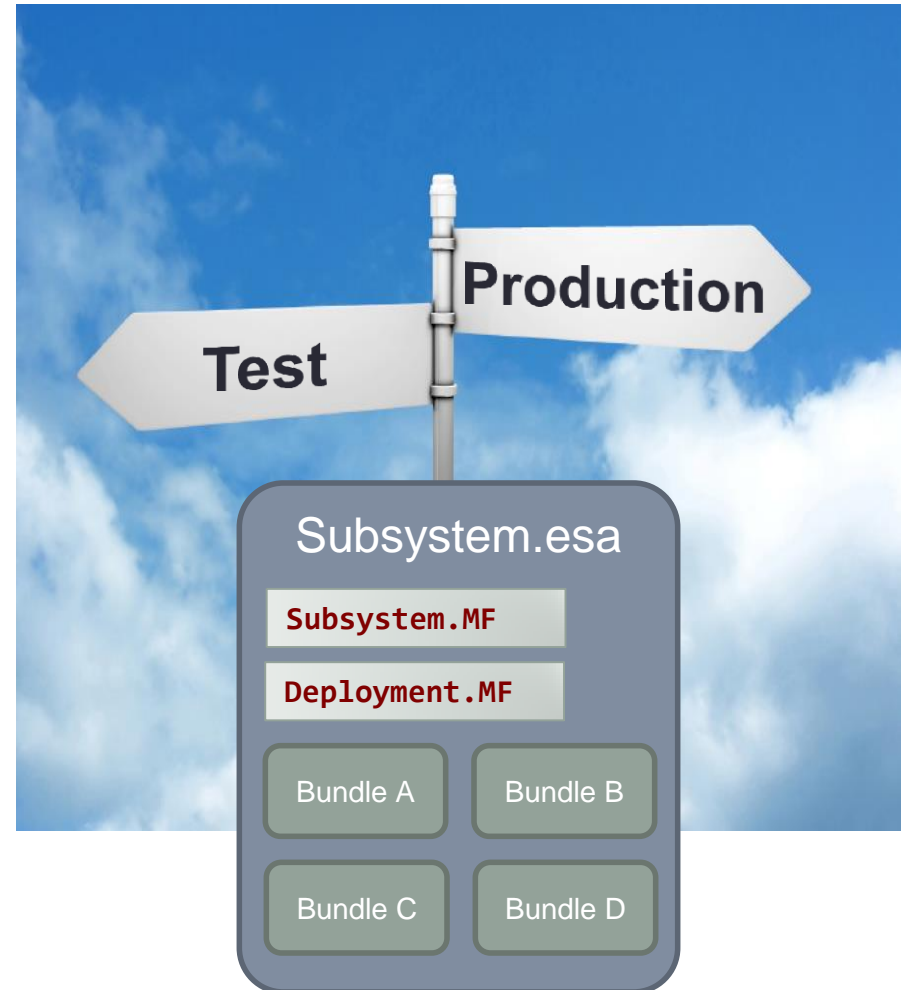 Production
Test
Subsystem.esa
Subsystem.MF
Deployment.MF
Bundle A
Bundle B
Bundle C
Bundle D